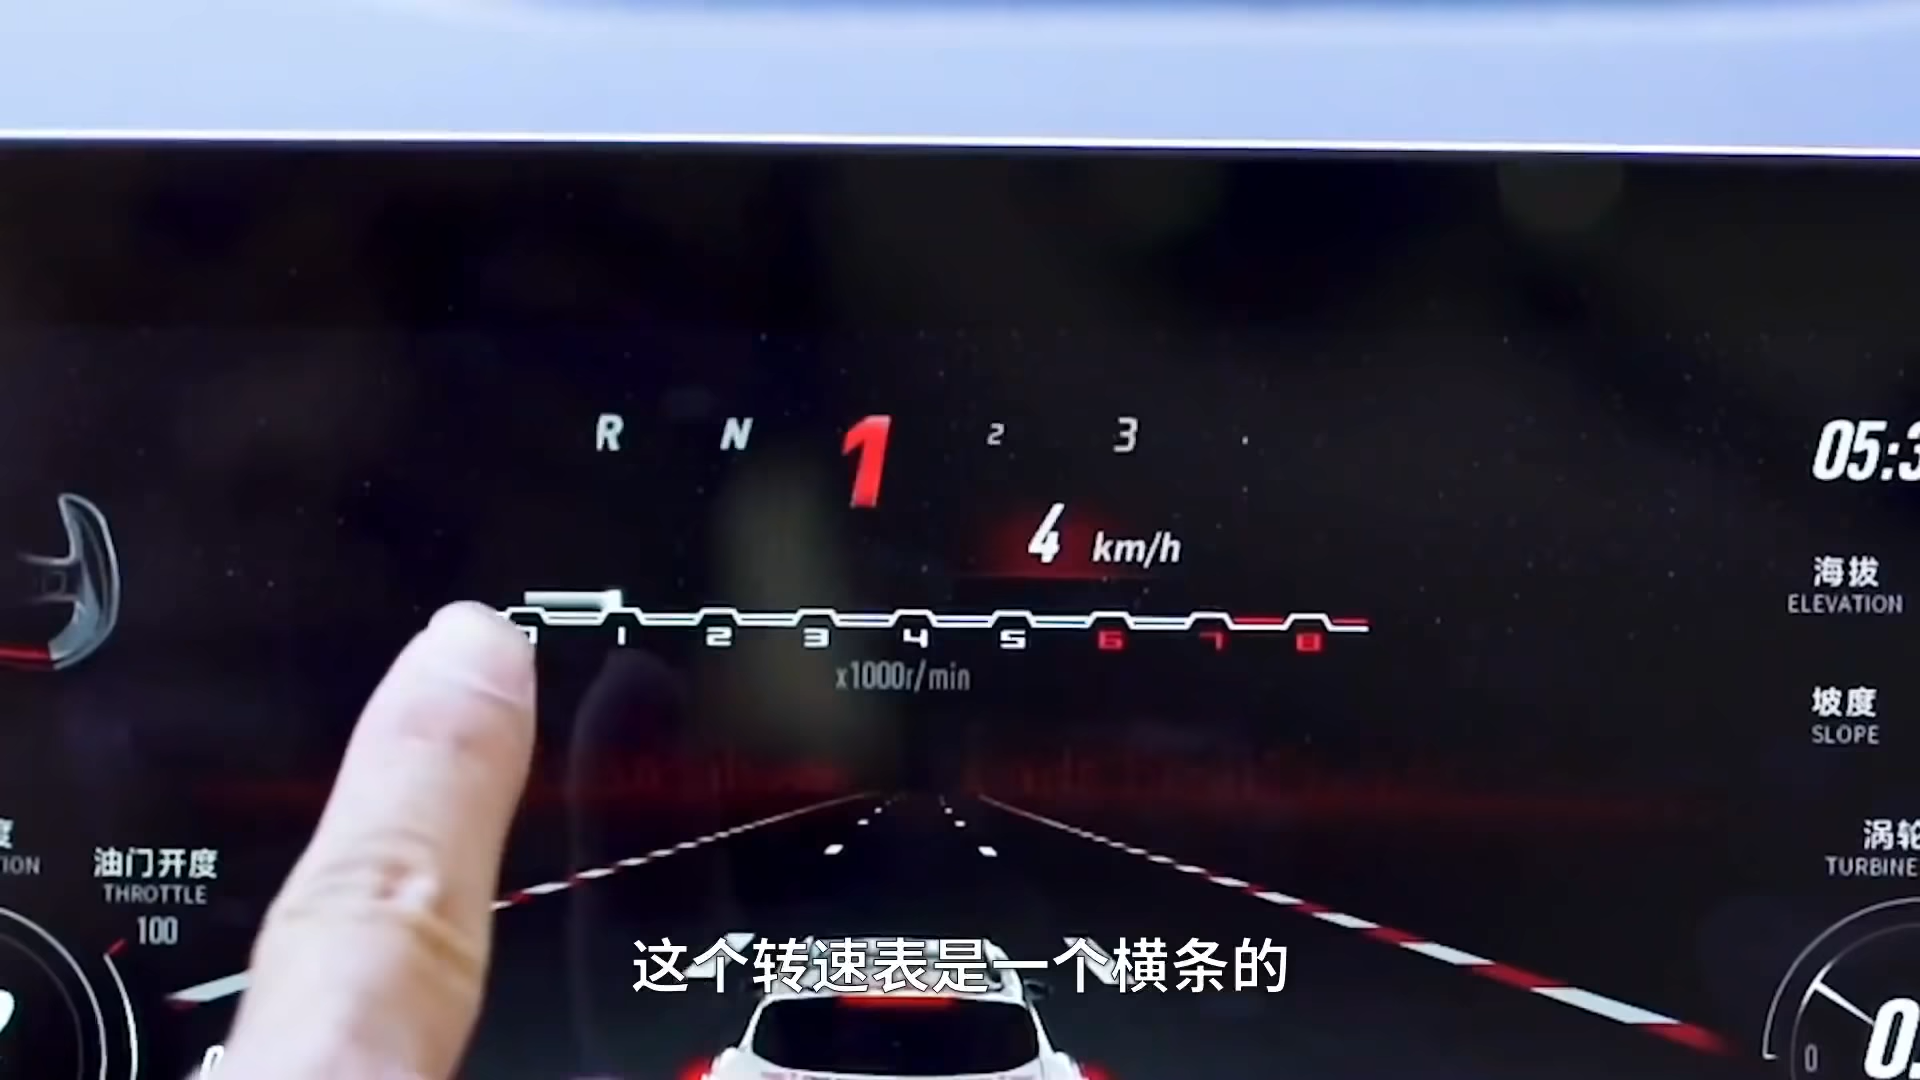 R N 1 2 3
05:3
4 km/h
海拔
ELEVATION
1 2 3 4 5 6 7 8
x1000r/min
坡度
SLOPE
度
ION
油门开度
THROTTLE
100
涡轮
TURBINE
这个转速表是一个横条的
0
0